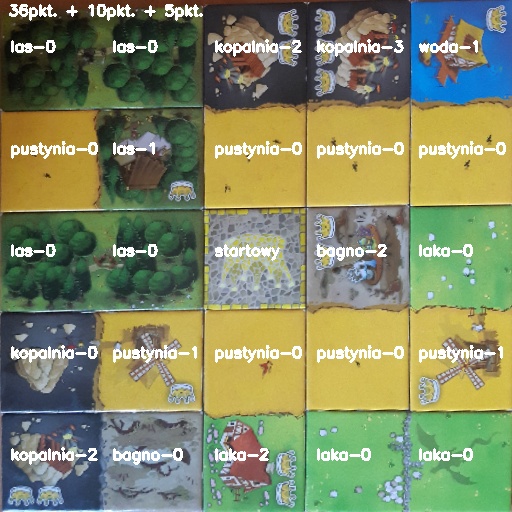 36pkt. + 10pkt. + 5pkt.
las-0 las-0 kopalnia-2 kopalnia-3 woda-1
pustynia-0 las-1 pustynia-0 pustynia-0 pustynia-0
las-0 las-0 startowy bagno-2 laka-0
kopalnia-0 pustynia-1 pustynia-0 pustynia-0 pustynia-1
kopalnia-2 bagno-0 laka-2 laka-0 laka-0